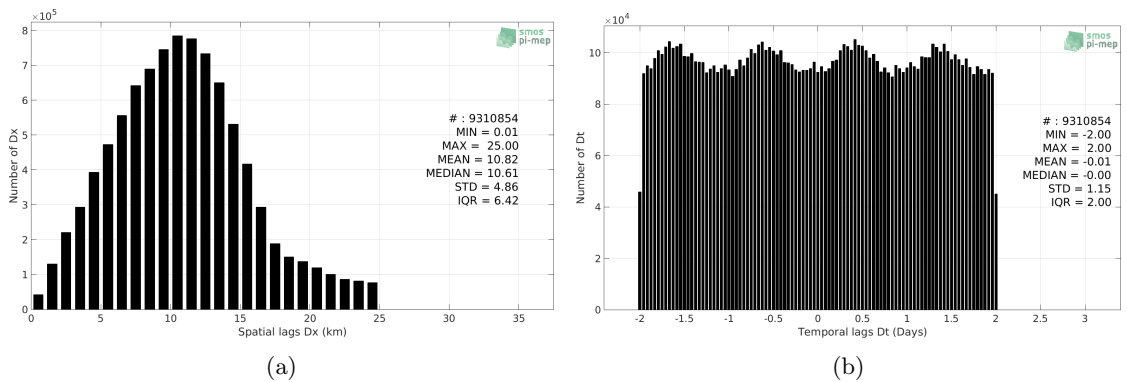 ×10⁵
8
7
6
5
4
3
2
1
0
Number of Dx
smos
pi-mep
# : 9310854
MIN = 0.01
MAX = 25.00
MEAN = 10.82
MEDIAN = 10.61
STD = 4.86
IQR = 6.42
0 5 10 15 20 25 30 35
Spatial lags Dx (km)
(a)
×10⁴
10
8
6
4
2
0
Number of Dt
smos
pi-mep
# : 9310854
MIN = -2.00
MAX = 2.00
MEAN = -0.01
MEDIAN = -0.00
STD = 1.15
IQR = 2.00
-2 -1.5 -1 -0.5 0 0.5 1 1.5 2 2.5 3
Temporal lags Dt (Days)
(b)